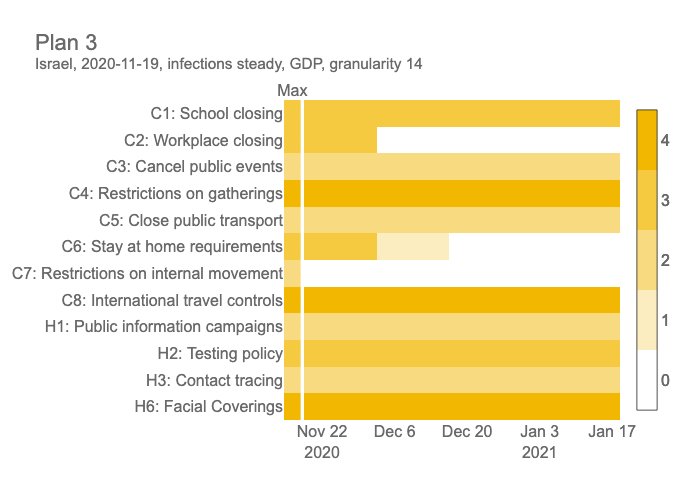 Plan 3
Israel, 2020-11-19, infections steady, GDP, granularity 14
Max
C1: School closing
C2: Workplace closing
C3: Cancel public events
C4: Restrictions on gatherings
C5: Close public transport
C6: Stay at home requirements
C7: Restrictions on internal movement
C8: International travel controls
H1: Public information campaigns
H2: Testing policy
H3: Contact tracing
H6: Facial Coverings
4
3
2
1
0
Nov 22 Dec 6 Dec 20 Jan 3 Jan 17
2020 2021